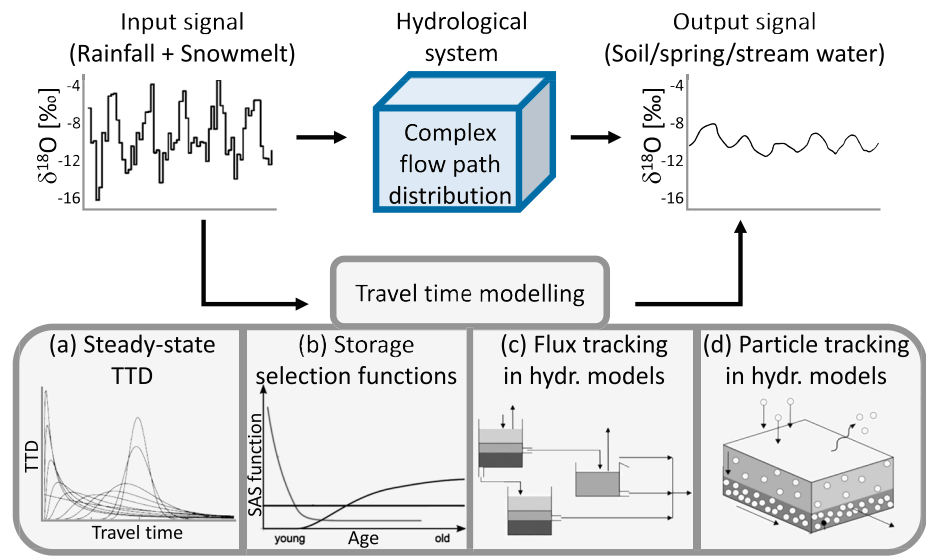 Input signal
(Rainfall + Snowmelt)
Hydrological
system
Output signal
(Soil/spring/stream water)
δ¹⁸O [‰]
-4
-8
-12
-16
Complex
flow path
distribution
δ¹⁸O [‰]
-4
-8
-12
-16
Travel time modelling
(a) Steady-state
TTD
TTD
Travel time
(b) Storage
selection functions
SAS function
young
Age
old
(c) Flux tracking
in hydr. models
(d) Particle tracking
in hydr. models